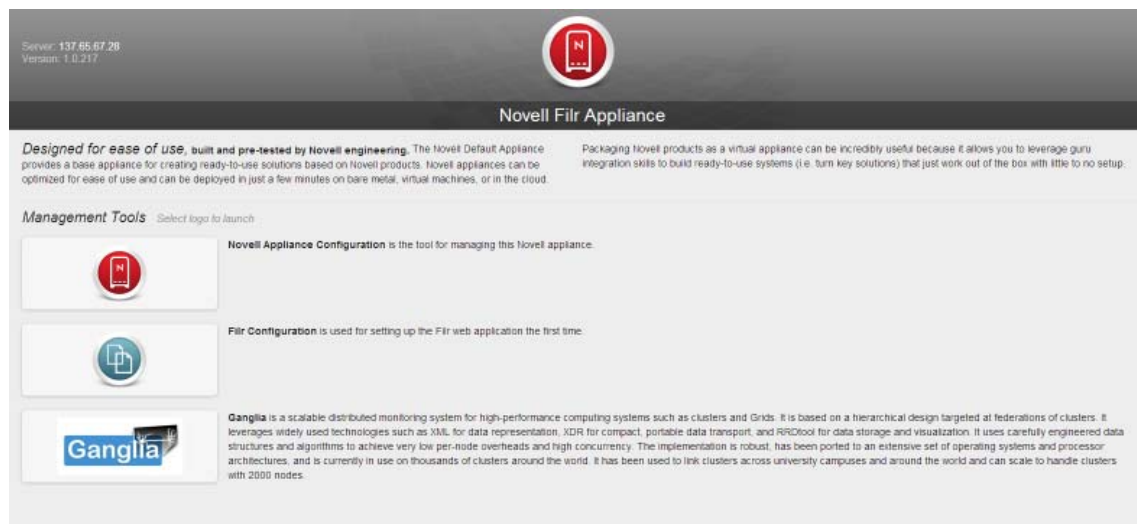 Server: 137.65.67.28
Version: 1.0.217
N
Novell Filr Appliance
Designed for ease of use, built and pre-tested by Novell engineering. The Novell Default Appliance
provides a base appliance for creating ready-to-use solutions based on Novell products. Novell appliances can be
optimized for ease of use and can be deployed in just a few minutes on bare metal, virtual machines, or in the cloud.
Packaging Novell products as a virtual appliance can be incredibly useful because it allows you to leverage guru
integration skills to build ready-to-use systems (i.e. turn key solutions) that just work out of the box with little to no setup.
Management Tools Select logo to launch
N
Novell Appliance Configuration is the tool for managing this Novell appliance.
Filr Configuration is used for setting up the Filr web application the first time.
Ganglia
Ganglia is a scalable distributed monitoring system for high-performance computing systems such as clusters and Grids. It is based on a hierarchical design targeted at federations of clusters. It
leverages widely used technologies such as XML for data representation, XDR for compact, portable data transport, and RRDtool for data storage and visualization. It uses carefully engineered data
structures and algorithms to achieve very low per-node overheads and high concurrency. The implementation is robust, has been ported to an extensive set of operating systems and processor
architectures, and is currently in use on thousands of clusters around the world. It has been used to link clusters across university campuses and around the world and can scale to handle clusters
with 2000 nodes.